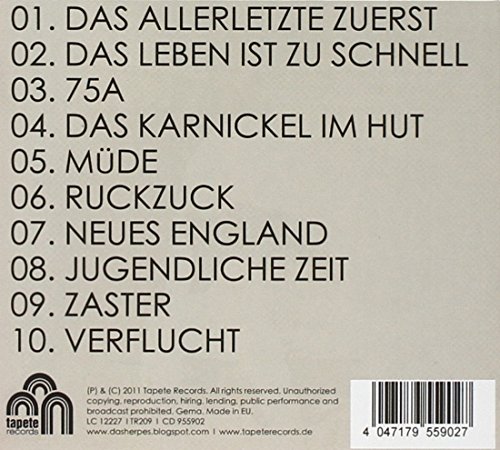 01. DAS ALLERLETZTE ZUERST
02. DAS LEBEN IST ZU SCHNELL
03. 75A
04. DAS KARNICKEL IM HUT
05. MÜDE
06. RUCKZUCK
07. NEUES ENGLAND
08. JUGENDLICHE ZEIT
09. ZASTER
10. VERFLUCHT
tapete
records
(P) & (C) 2011 Tapete Records. All rights reserved. Unauthorized
copying, reproduction, hiring, lending, public performance and
broadcast prohibited. Gema. Made in EU.
LC 12227 I TR209 I CD 955902
www.dasherpes.blogspot.com I www.tapeterecords.de
4 047179 559027